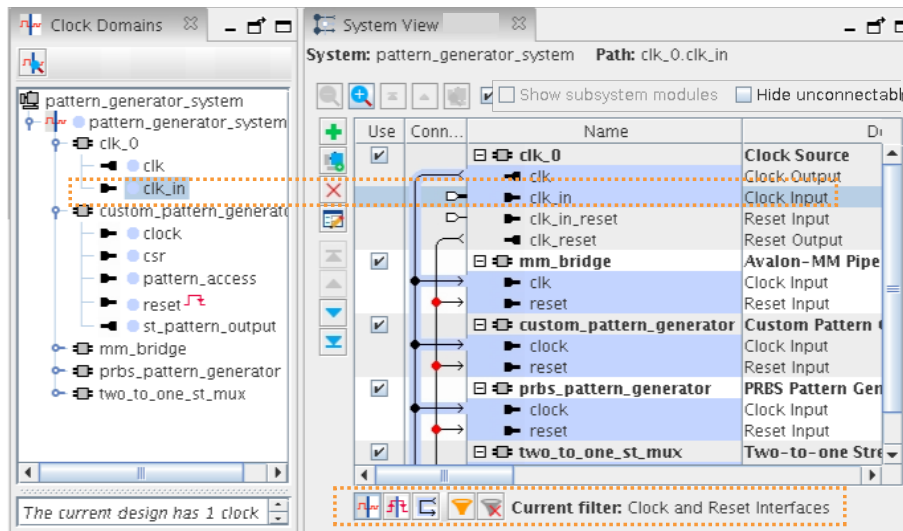 Clock Domains
System View
System: pattern_generator_system Path: clk_0.clk_in
Show subsystem modules Hide unconnectabl
pattern_generator_system
pattern_generator_system
clk_0
clk
clk_in
custom_pattern_generato
clock
csr
pattern_access
reset
st_pattern_output
mm_bridge
prbs_pattern_generator
two_to_one_st_mux
The current design has 1 clock
Use Conn... Name De
clk_0 Clock Source
clk Clock Output
clk_in Clock Input
clk_in_reset Reset Input
clk_reset Reset Output
mm_bridge Avalon-MM Pipe
clk Clock Input
reset Reset Input
custom_pattern_generator Custom Pattern G
clock Clock Input
reset Reset Input
prbs_pattern_generator PRBS Pattern Gen
clock Clock Input
reset Reset Input
two_to_one_st_mux Two-to-one Stre
Current filter: Clock and Reset Interfaces